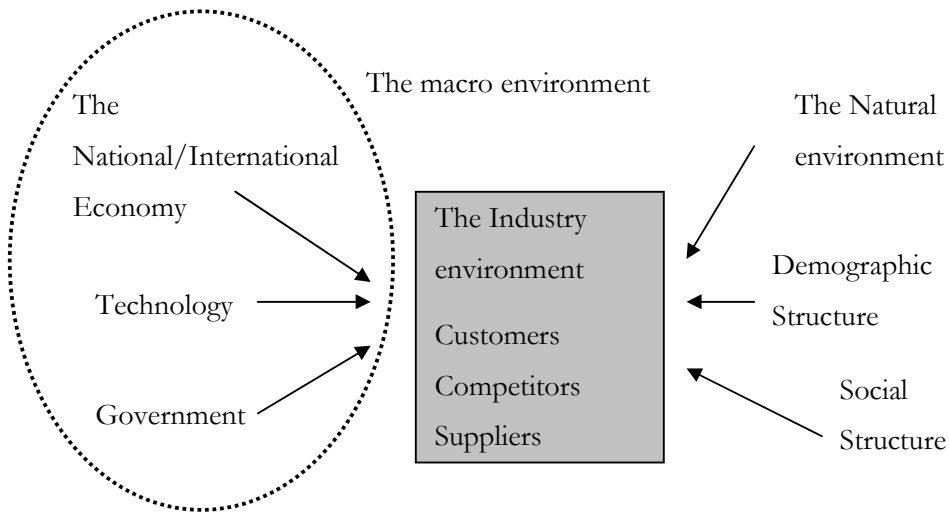 The macro environment
The
National/International
Economy
Technology
Government
The Industry
environment
Customers
Competitors
Suppliers
The Natural
environment
Demographic
Structure
Social
Structure